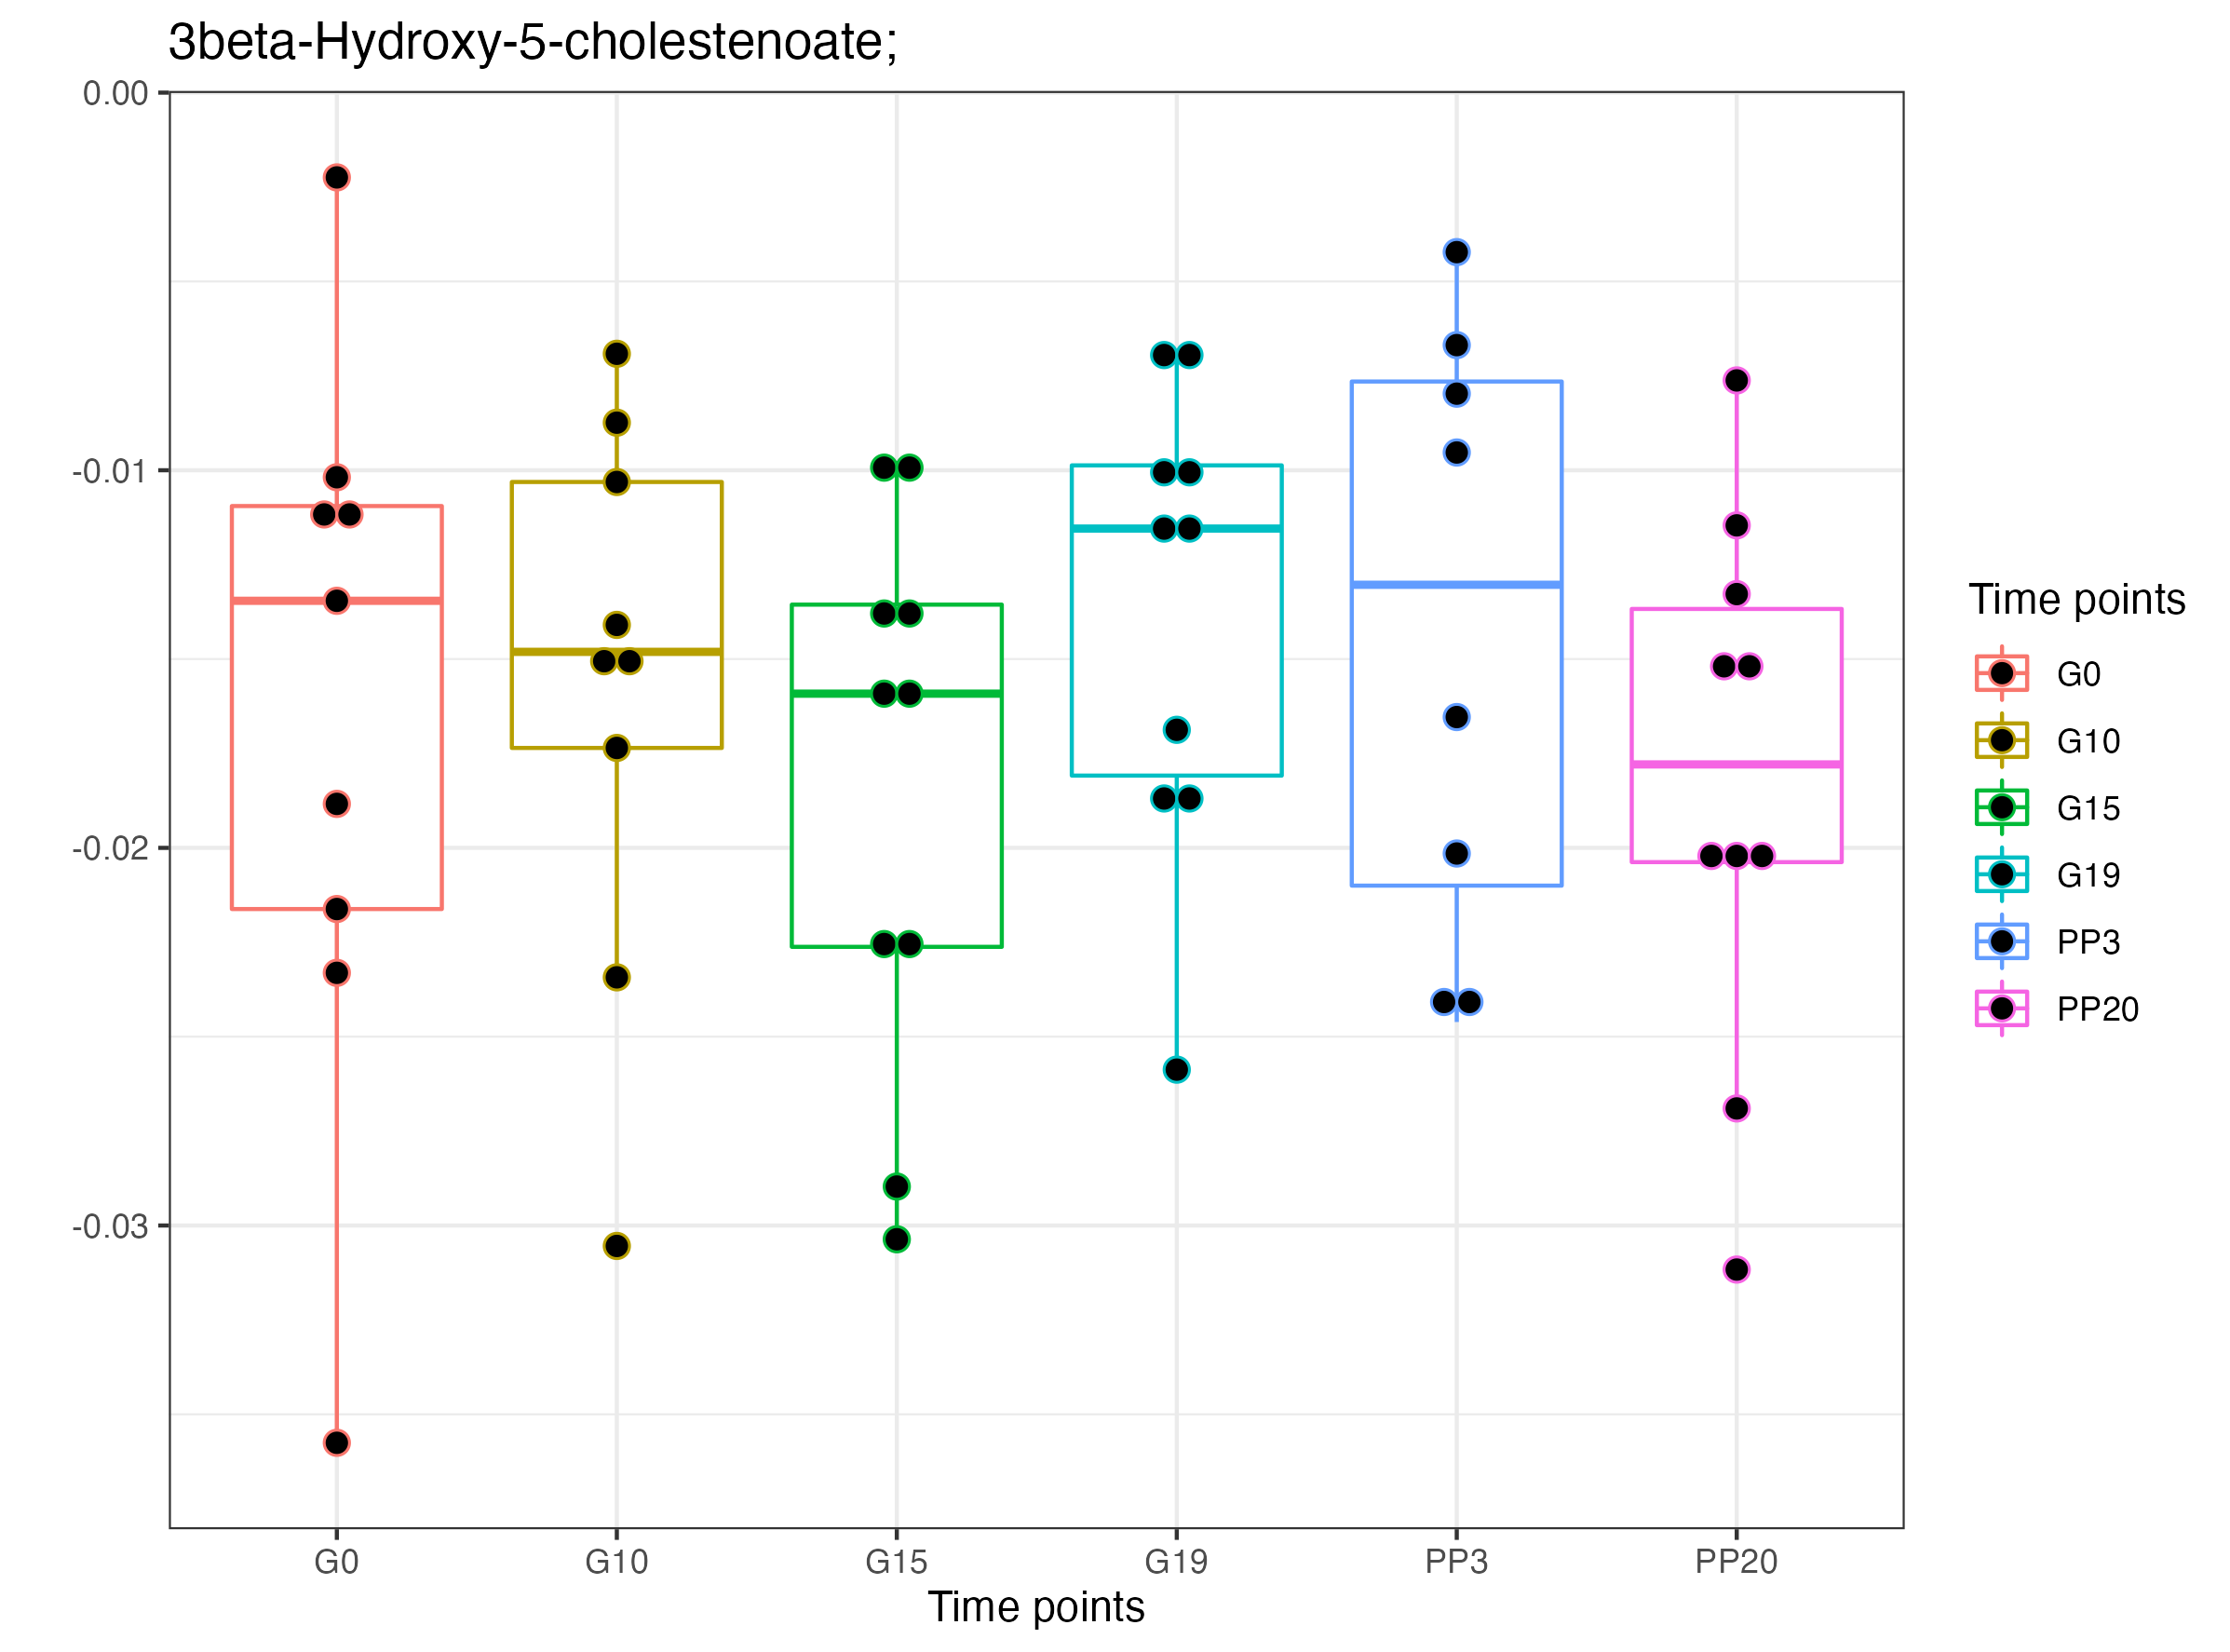 3beta-Hydroxy-5-cholestenoate;
0.00
-0.01
-0.02
-0.03
G0 G10 G15 G19 PP3 PP20
Time points
Time points
G0
G10
G15
G19
PP3
PP20